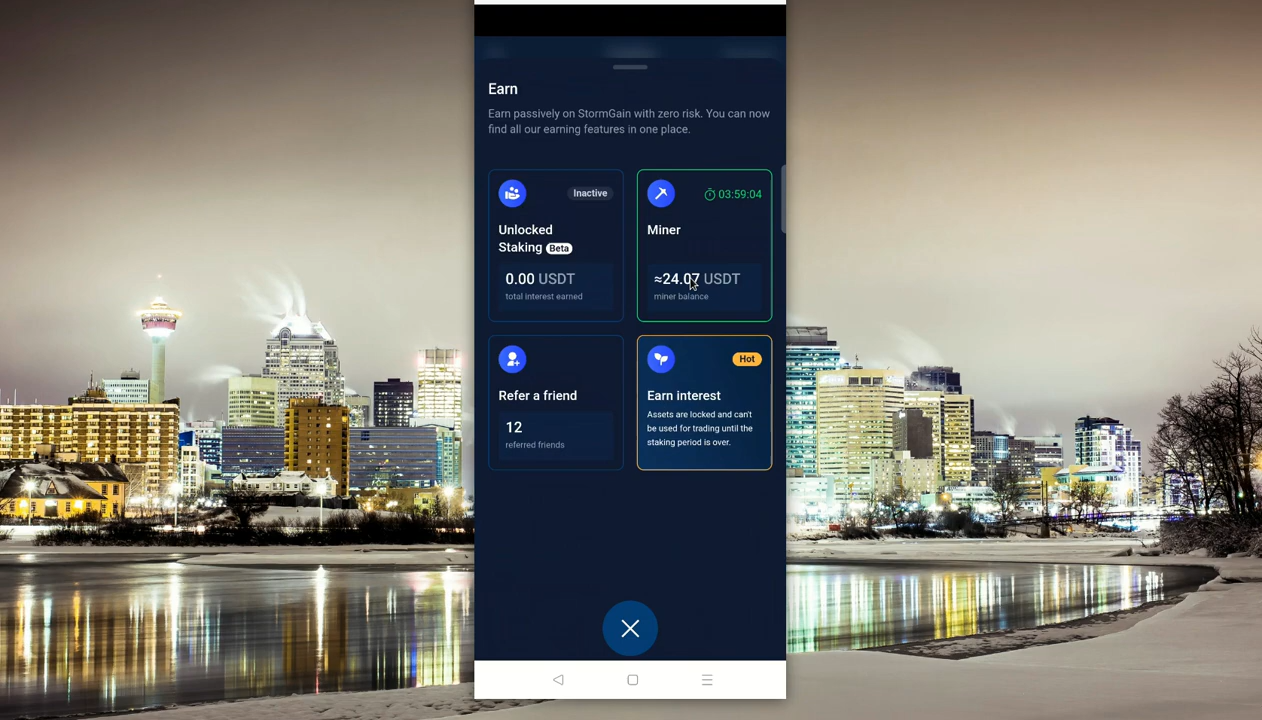 Earn
Earn passively on StormGain with zero risk. You can now
find all our earning features in one place.
Inactive
Unlocked
Staking Beta
0.00 USDT
total interest earned
03:59:04
Miner
≈24.07 USDT
miner balance
Refer a friend
12
referred friends
Hot
Earn interest
Assets are locked and can't
be used for trading until the
staking period is over.